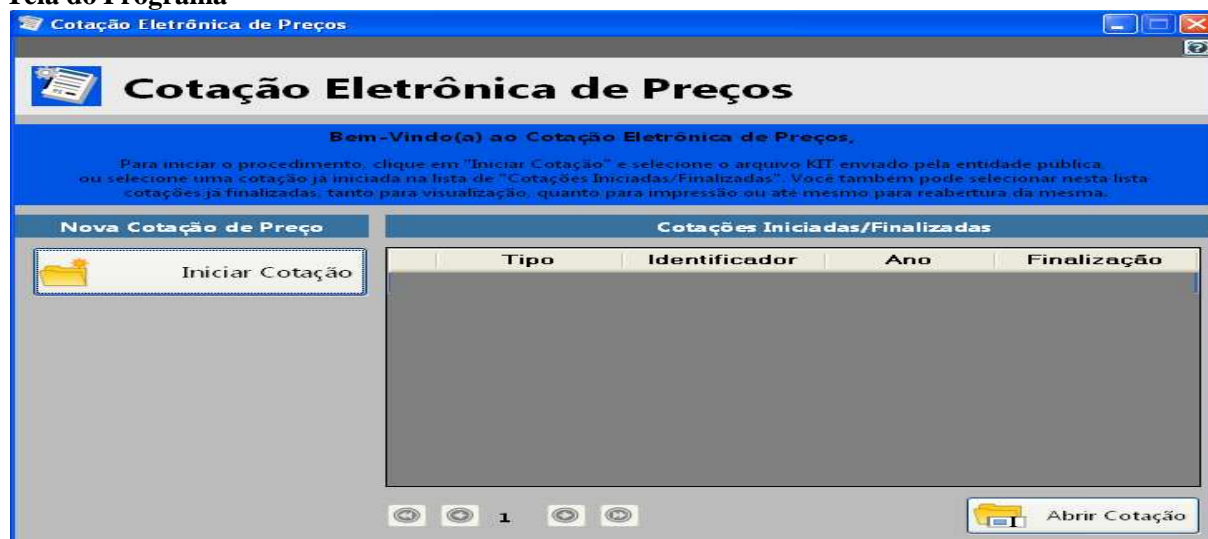 Tela do Programa
Cotação Eletrônica de Preços
Cotação Eletrônica de Preços
Bem-Vindo(a) ao Cotação Eletrônica de Preços,
Para iniciar o procedimento, clique em "Iniciar Cotação" e selecione o arquivo KIT enviado pela entidade pública
ou selecione uma cotação já iniciada na lista de "Cotações Iniciadas/Finalizadas". Você também pode selecionar nesta lista
cotações já finalizadas, tanto para visualização, quanto para impressão ou até mesmo para reabertura da mesma.
Nova Cotação de Preço
Cotações Iniciadas/Finalizadas
Iniciar Cotação
Tipo Identificador Ano Finalização
1
Abrir Cotação